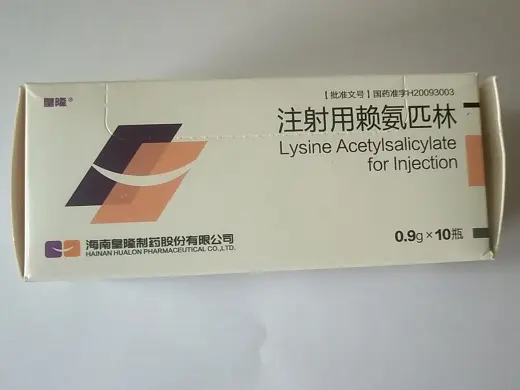 皇隆®
【批准文号】国药准字H20093003
注射用赖氨匹林
Lysine Acetylsalicylate
for Injection
0.9g×10瓶
海南皇隆制药股份有限公司
HAINAN HUALON PHARMACEUTICAL CO.,LTD.